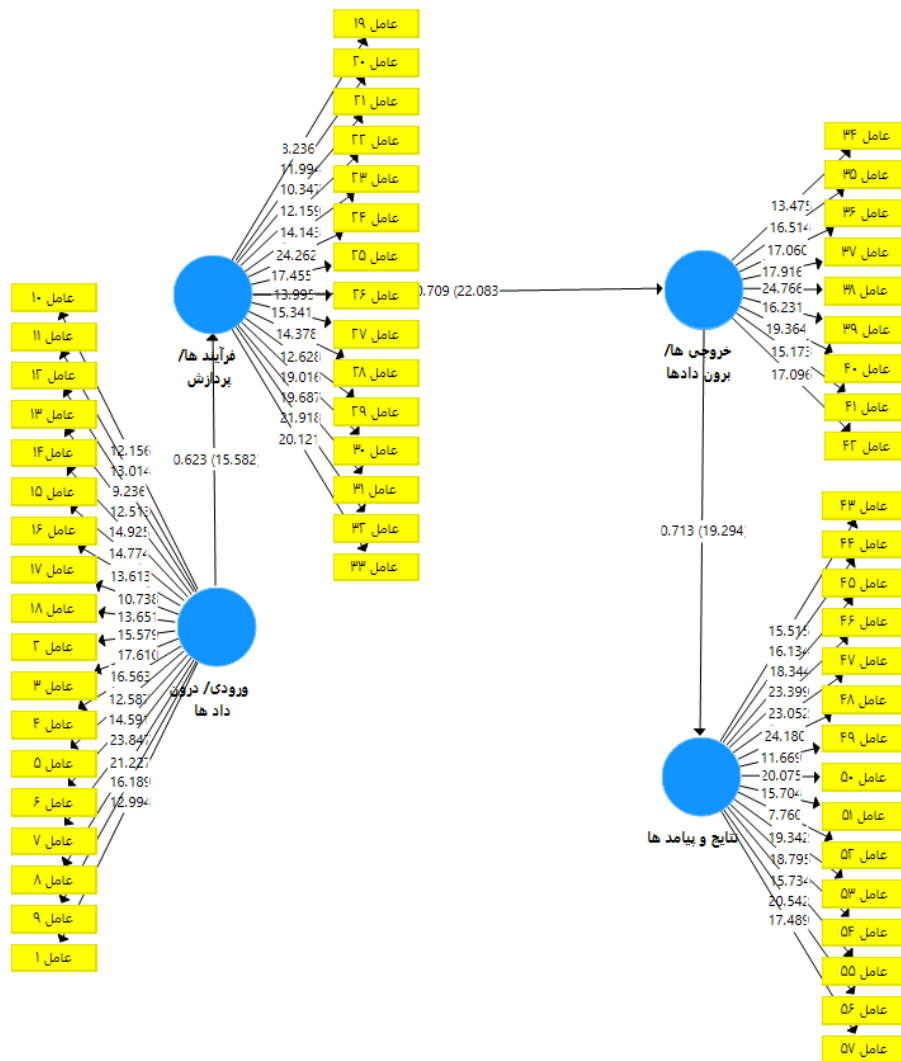 عامل ۱۹
عامل ۲۰
عامل ۲۱
عامل ۲۲
عامل ۲۳
عامل ۲۴
عامل ۲۵
عامل ۲۶
عامل ۲۷
عامل ۲۸
عامل ۲۹
عامل ۳۰
عامل ۳۱
عامل ۳۲
عامل ۳۳
3.236
11.994
10.347
12.159
14.143
24.262
17.455
13.995
15.341
14.378
12.628
19.016
19.687
21.918
20.121
فرآیند ها/
پردازش
0.709 (22.083
عامل ۳۴
عامل ۳۵
عامل ۳۶
عامل ۳۷
عامل ۳۸
عامل ۳۹
عامل ۴۰
عامل ۴۱
عامل ۴۲
13.475
16.514
17.060
17.916
24.766
16.231
19.364
15.173
17.096
خروجی ها/
برون دادها
عامل ۱۰
عامل ۱۱
عامل ۱۲
عامل ۱۳
عامل ۱۴
عامل ۱۵
عامل ۱۶
عامل ۱۷
عامل ۱۸
عامل ۲
عامل ۳
عامل ۴
عامل ۵
عامل ۶
عامل ۷
عامل ۸
عامل ۹
عامل ۱
12.156
13.014
9.236
12.513
14.925
14.774
13.613
10.738
13.651
15.579
17.610
16.563
12.587
14.591
23.847
21.227
16.189
12.994
0.623 (15.582)
ورودی/ درون
داد ها
0.713 (19.294)
عامل ۴۳
عامل ۴۴
عامل ۴۵
عامل ۴۶
عامل ۴۷
عامل ۴۸
عامل ۴۹
عامل ۵۰
عامل ۵۱
عامل ۵۲
عامل ۵۳
عامل ۵۴
عامل ۵۵
عامل ۵۶
عامل ۵۷
15.515
16.134
18.344
23.399
23.052
24.180
11.669
20.075
15.704
7.760
19.342
18.795
15.734
20.542
17.489
نتایج و پیامد ها